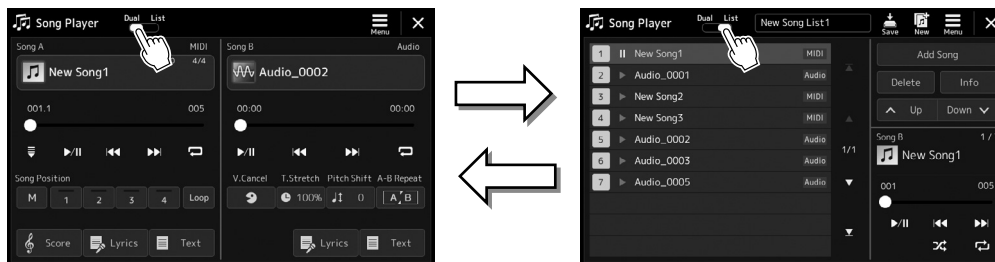 Song Player Dual List Menu
Song A MIDI
4/4
New Song1
001.1 005
Song Position
M 1 2 3 4 Loop
Score Lyrics Text
Song B Audio
Audio_0002
00:00 00:00
V.Cancel T.Stretch Pitch Shift A-B Repeat
100% 0 A B
Lyrics Text
Song Player Dual List New Song List1 Save New Menu
1 New Song1 MIDI
2 Audio_0001 Audio
3 New Song2 MIDI
4 New Song3 MIDI
5 Audio_0002 Audio
6 Audio_0003 Audio
7 Audio_0005 Audio
1/1
Add Song
Delete Info
Up Down
Song B 1 /
New Song1
001 005